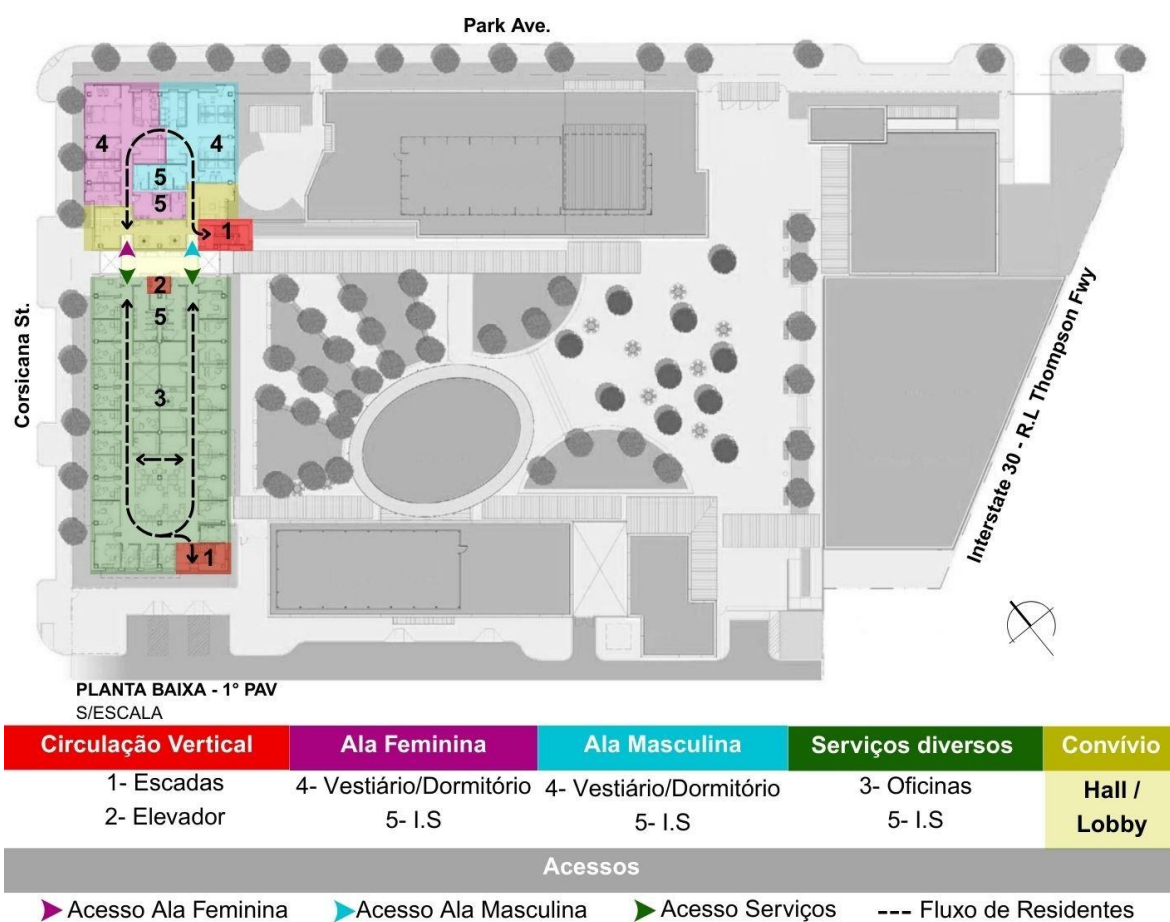 Park Ave.
4
4
5
5
1
2
5
Corsicana St.
3
1
Interstate 30 - R.L Thompson Fwy
PLANTA BAIXA - 1° PAV
S/ESCALA
Circulação Vertical
Ala Feminina
Ala Masculina
Serviços diversos
Convívio
1- Escadas
4- Vestiário/Dormitório
4- Vestiário/Dormitório
3- Oficinas
Hall /
2- Elevador
5- I.S
5- I.S
5- I.S
Lobby
Acessos
Acesso Ala Feminina
Acesso Ala Masculina
Acesso Serviços
Fluxo de Residentes